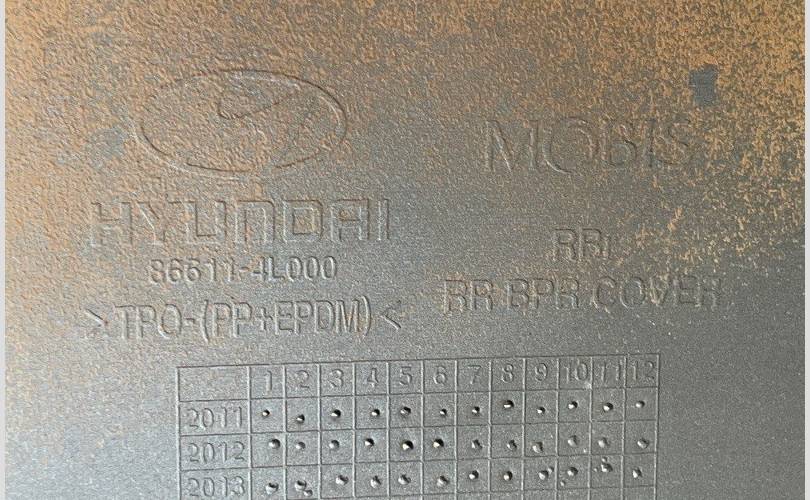 MOBIS
HYUNDAI
86611-4L000
RBr
RR BPR COVER
>TPO-(PP+EPDM)<
1 2 3 4 5 6 7 8 9 10 11 12
2011
2012
2013